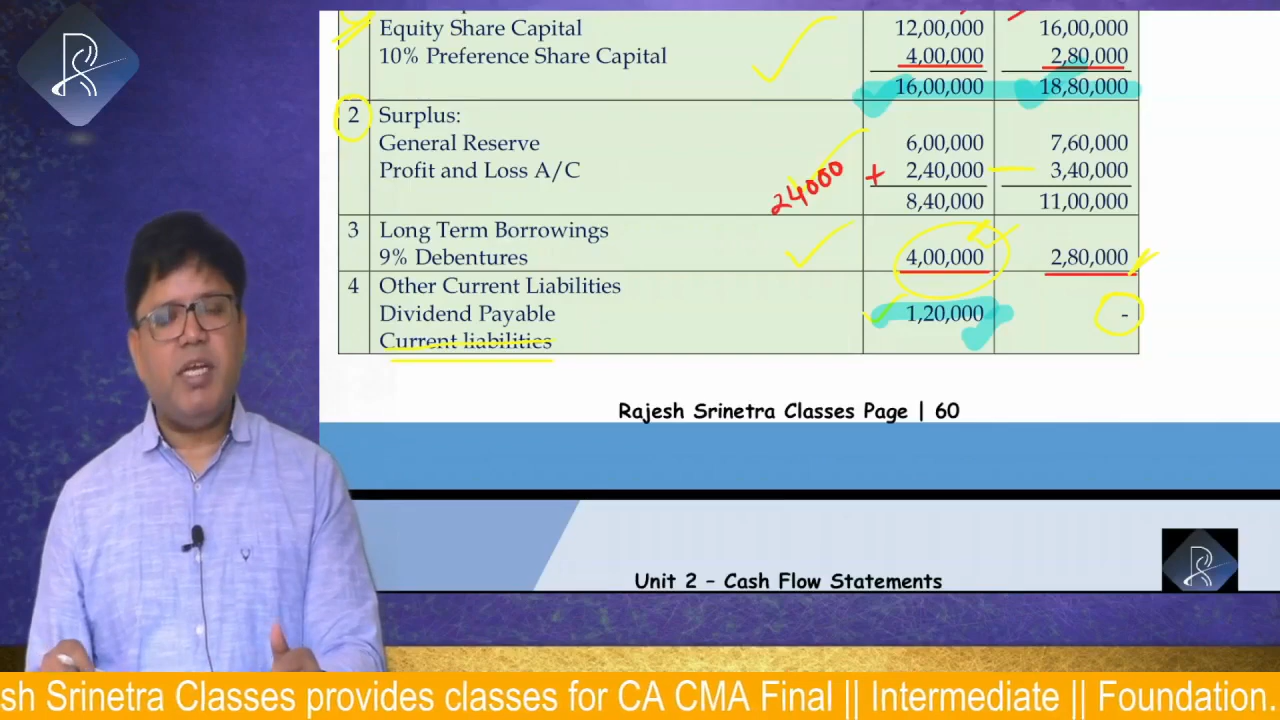 Equity Share Capital 12,00,000 16,00,000
10% Preference Share Capital 4,00,000 2,80,000
16,00,000 18,80,000
2 Surplus:
General Reserve 6,00,000 7,60,000
Profit and Loss A/C 24000 + 2,40,000 3,40,000
8,40,000 11,00,000
3 Long Term Borrowings
9% Debentures 4,00,000 2,80,000
4 Other Current Liabilities
Dividend Payable 1,20,000 -
Current liabilities
Rajesh Srinetra Classes Page | 60
Unit 2 – Cash Flow Statements
sh Srinetra Classes provides classes for CA CMA Final || Intermediate || Foundation.